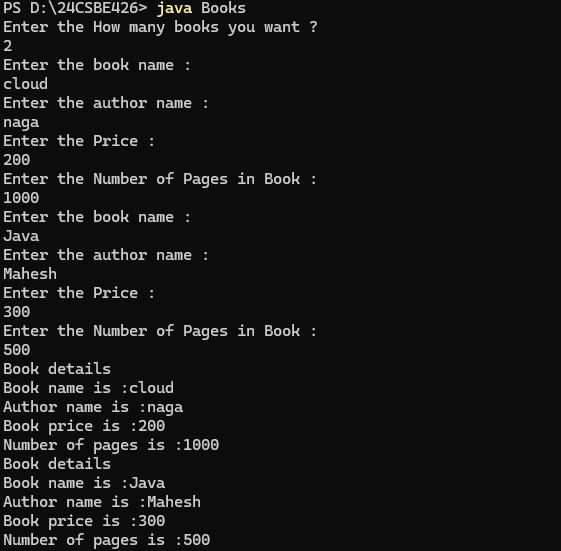 PS D:\24CSBE426> java Books
Enter the How many books you want ?
2
Enter the book name :
cloud
Enter the author name :
naga
Enter the Price :
200
Enter the Number of Pages in Book :
1000
Enter the book name :
Java
Enter the author name :
Mahesh
Enter the Price :
300
Enter the Number of Pages in Book :
500
Book details
Book name is :cloud
Author name is :naga
Book price is :200
Number of pages is :1000
Book details
Book name is :Java
Author name is :Mahesh
Book price is :300
Number of pages is :500